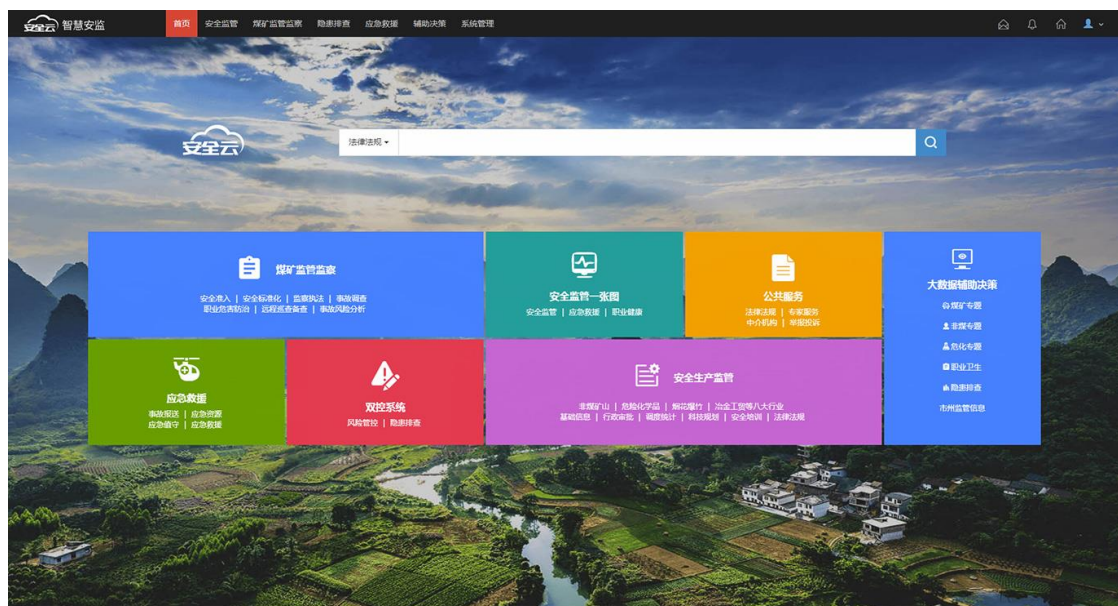 安全云 智慧安监 首页 安全监管 煤矿监管监察 隐患排查 应急救援 辅助决策 系统管理
安全云 法律法规
煤矿监管监察
安全准入 | 安全标准化 | 监察执法 | 事故调查
职业危害防治 | 远程巡查备查 | 事故风险分析
安全监管一张图
安全监管 | 应急救援 | 职业健康
公共服务
法律法规 | 专家服务
中介机构 | 举报投诉
大数据辅助决策
煤矿专题
非煤专题
危化专题
职业卫生
隐患排查
市州监管信息
应急救援
事故报送 | 应急资源
应急值守 | 应急救援
双控系统
风险管控 | 隐患排查
安全生产监管
非煤矿山 | 危险化学品 | 烟花爆竹 | 冶金工贸等八大行业
基础信息 | 行政审批 | 调度统计 | 科技规划 | 安全培训 | 法律法规